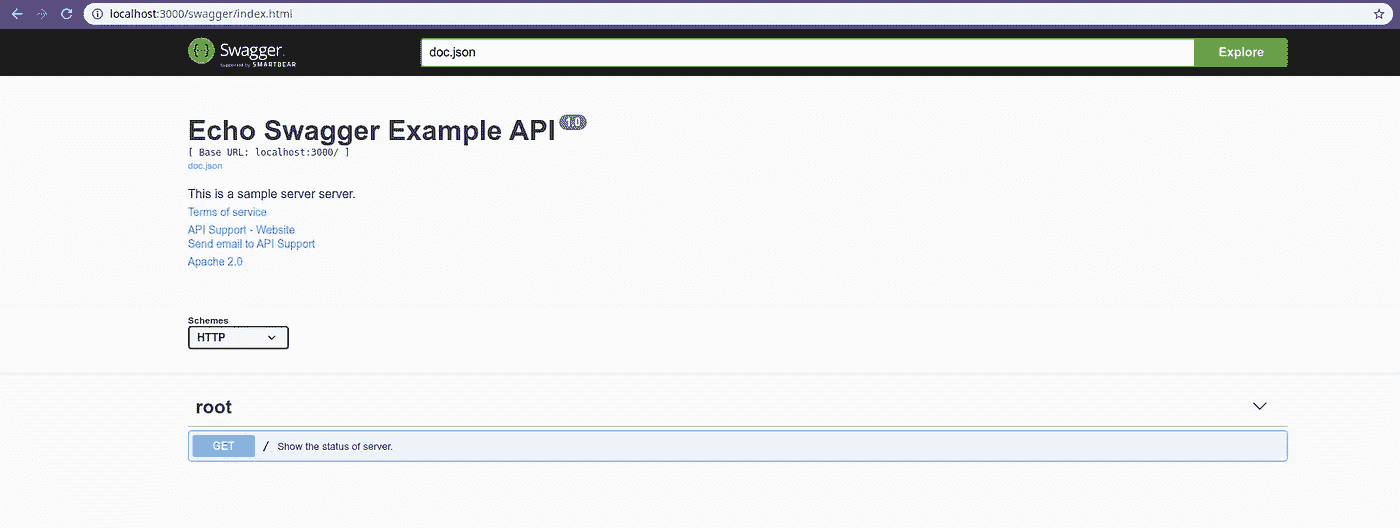 localhost:3000/swagger/index.html
Swagger.
Supported by SMARTBEAR
doc.json
Explore
Echo Swagger Example API 1.0
[ Base URL: localhost:3000/ ]
doc.json
This is a sample server server.
Terms of service
API Support - Website
Send email to API Support
Apache 2.0
Schemes
HTTP
root
GET / Show the status of server.